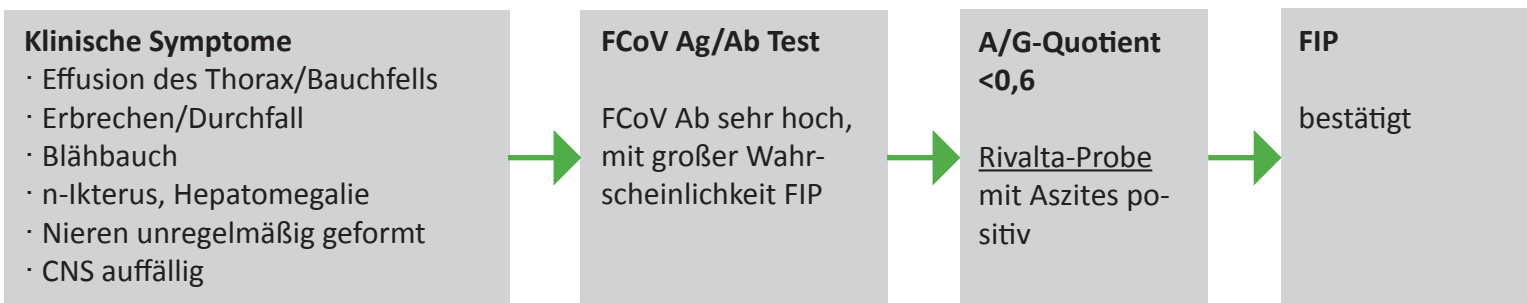 Klinische Symptome
· Effusion des Thorax/Bauchfells
· Erbrechen/Durchfall
· Blähbauch
· n-Ikterus, Hepatomegalie
· Nieren unregelmäßig geformt
· CNS auffällig
FCoV Ag/Ab Test
FCoV Ab sehr hoch,
mit großer Wahr-
scheinlichkeit FIP
A/G-Quotient
<0,6
Rivalta-Probe
mit Aszites po-
sitiv
FIP
bestätigt